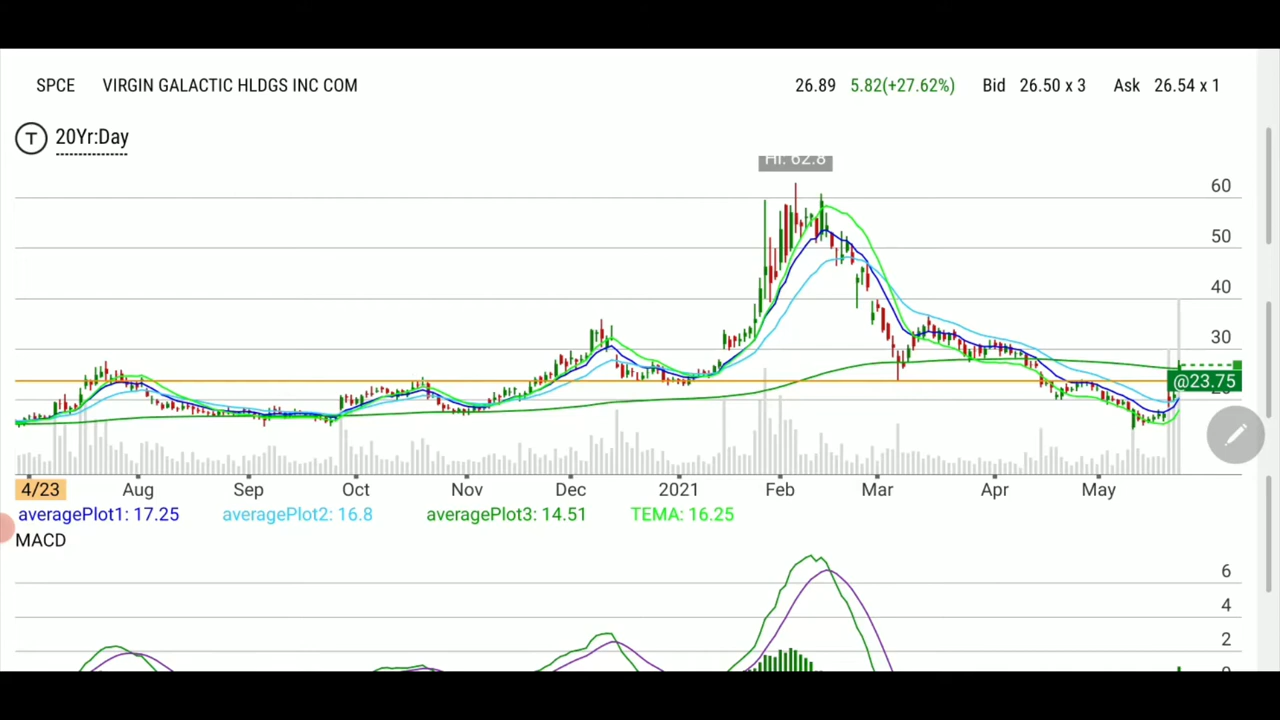 SPCE VIRGIN GALACTIC HLDGS INC COM 26.89 5.82(+27.62%) Bid 26.50 x 3 Ask 26.54 x 1
T 20Yr:Day
Hi: 62.8
60
50
40
30
@23.75
4/23 Aug Sep Oct Nov Dec 2021 Feb Mar Apr May
averagePlot1: 17.25 averagePlot2: 16.8 averagePlot3: 14.51 TEMA: 16.25
MACD
6
4
2